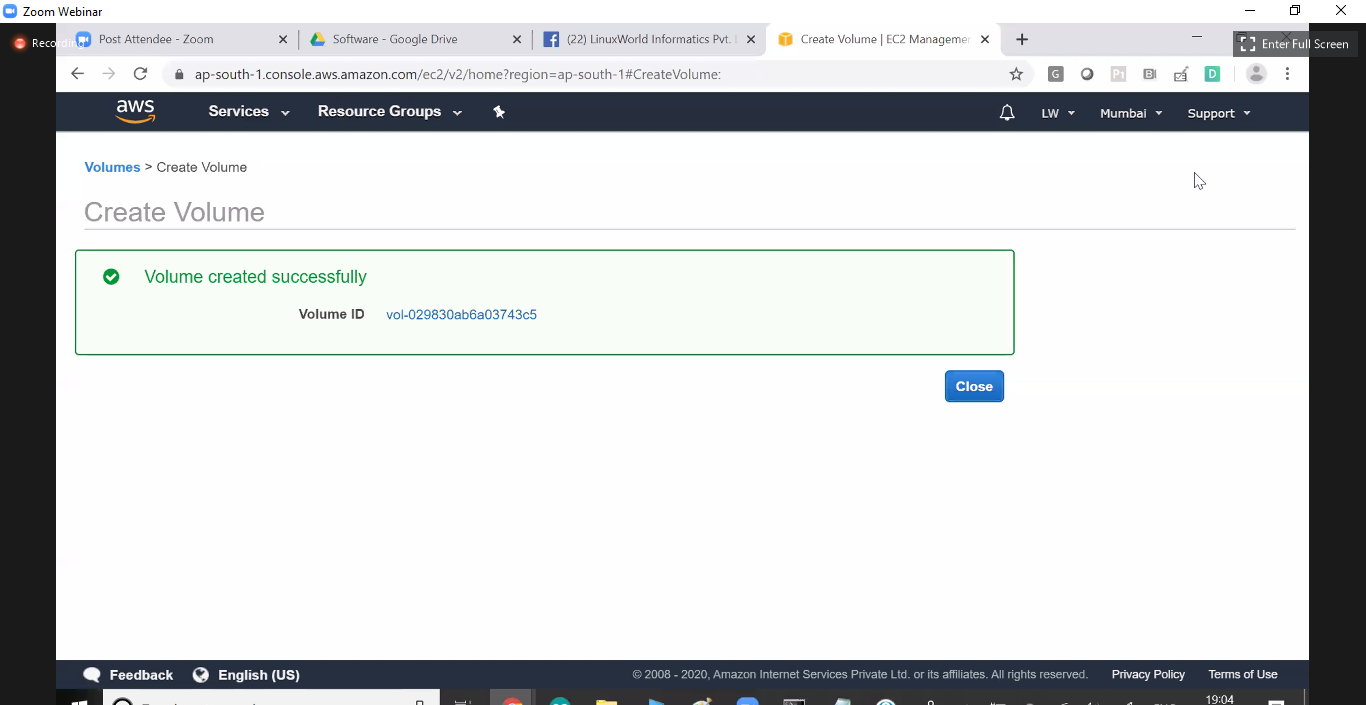 Zoom Webinar
Recording
Post Attendee - Zoom
Software - Google Drive
(22) LinuxWorld Informatics Pvt.
Create Volume | EC2 Managemen
Enter Full Screen
ap-south-1.console.aws.amazon.com/ec2/v2/home?region=ap-south-1#CreateVolume:
G
P1
B
D
aws
Services
Resource Groups
LW
Mumbai
Support
Volumes > Create Volume
Create Volume
Volume created successfully
Volume ID vol-029830ab6a03743c5
Close
Feedback
English (US)
© 2008 - 2020, Amazon Internet Services Private Ltd. or its affiliates. All rights reserved.
Privacy Policy
Terms of Use
19:04